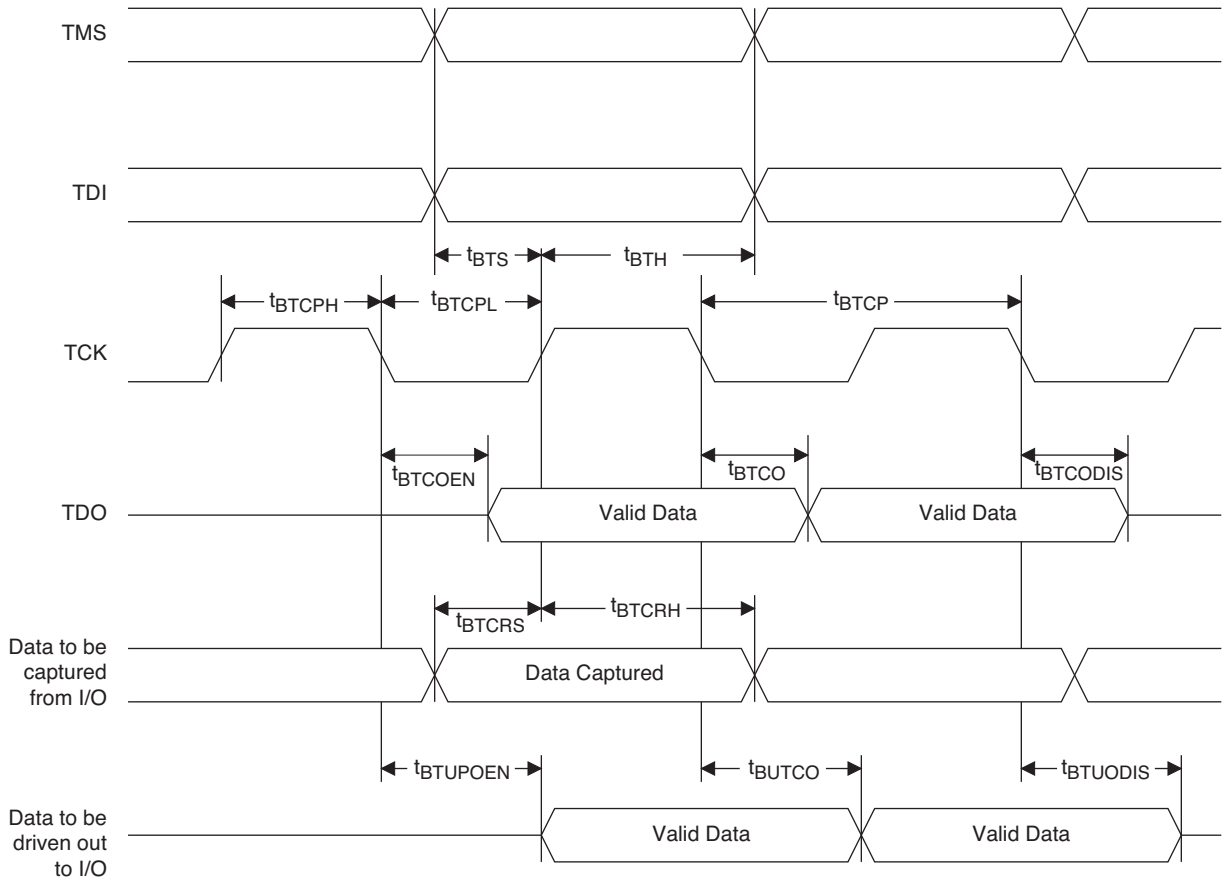 TMS
TDI
tBTS
tBTH
tBTCPH
tBTCPL
tBTCP
TCK
tBTCOEN
tBTCO
tBTCODIS
TDO
Valid Data
Valid Data
tBTCRS
tBTCRH
Data to be
captured
from I/O
Data Captured
tBTUPOEN
tBUTCO
tBTUODIS
Data to be
driven out
to I/O
Valid Data
Valid Data